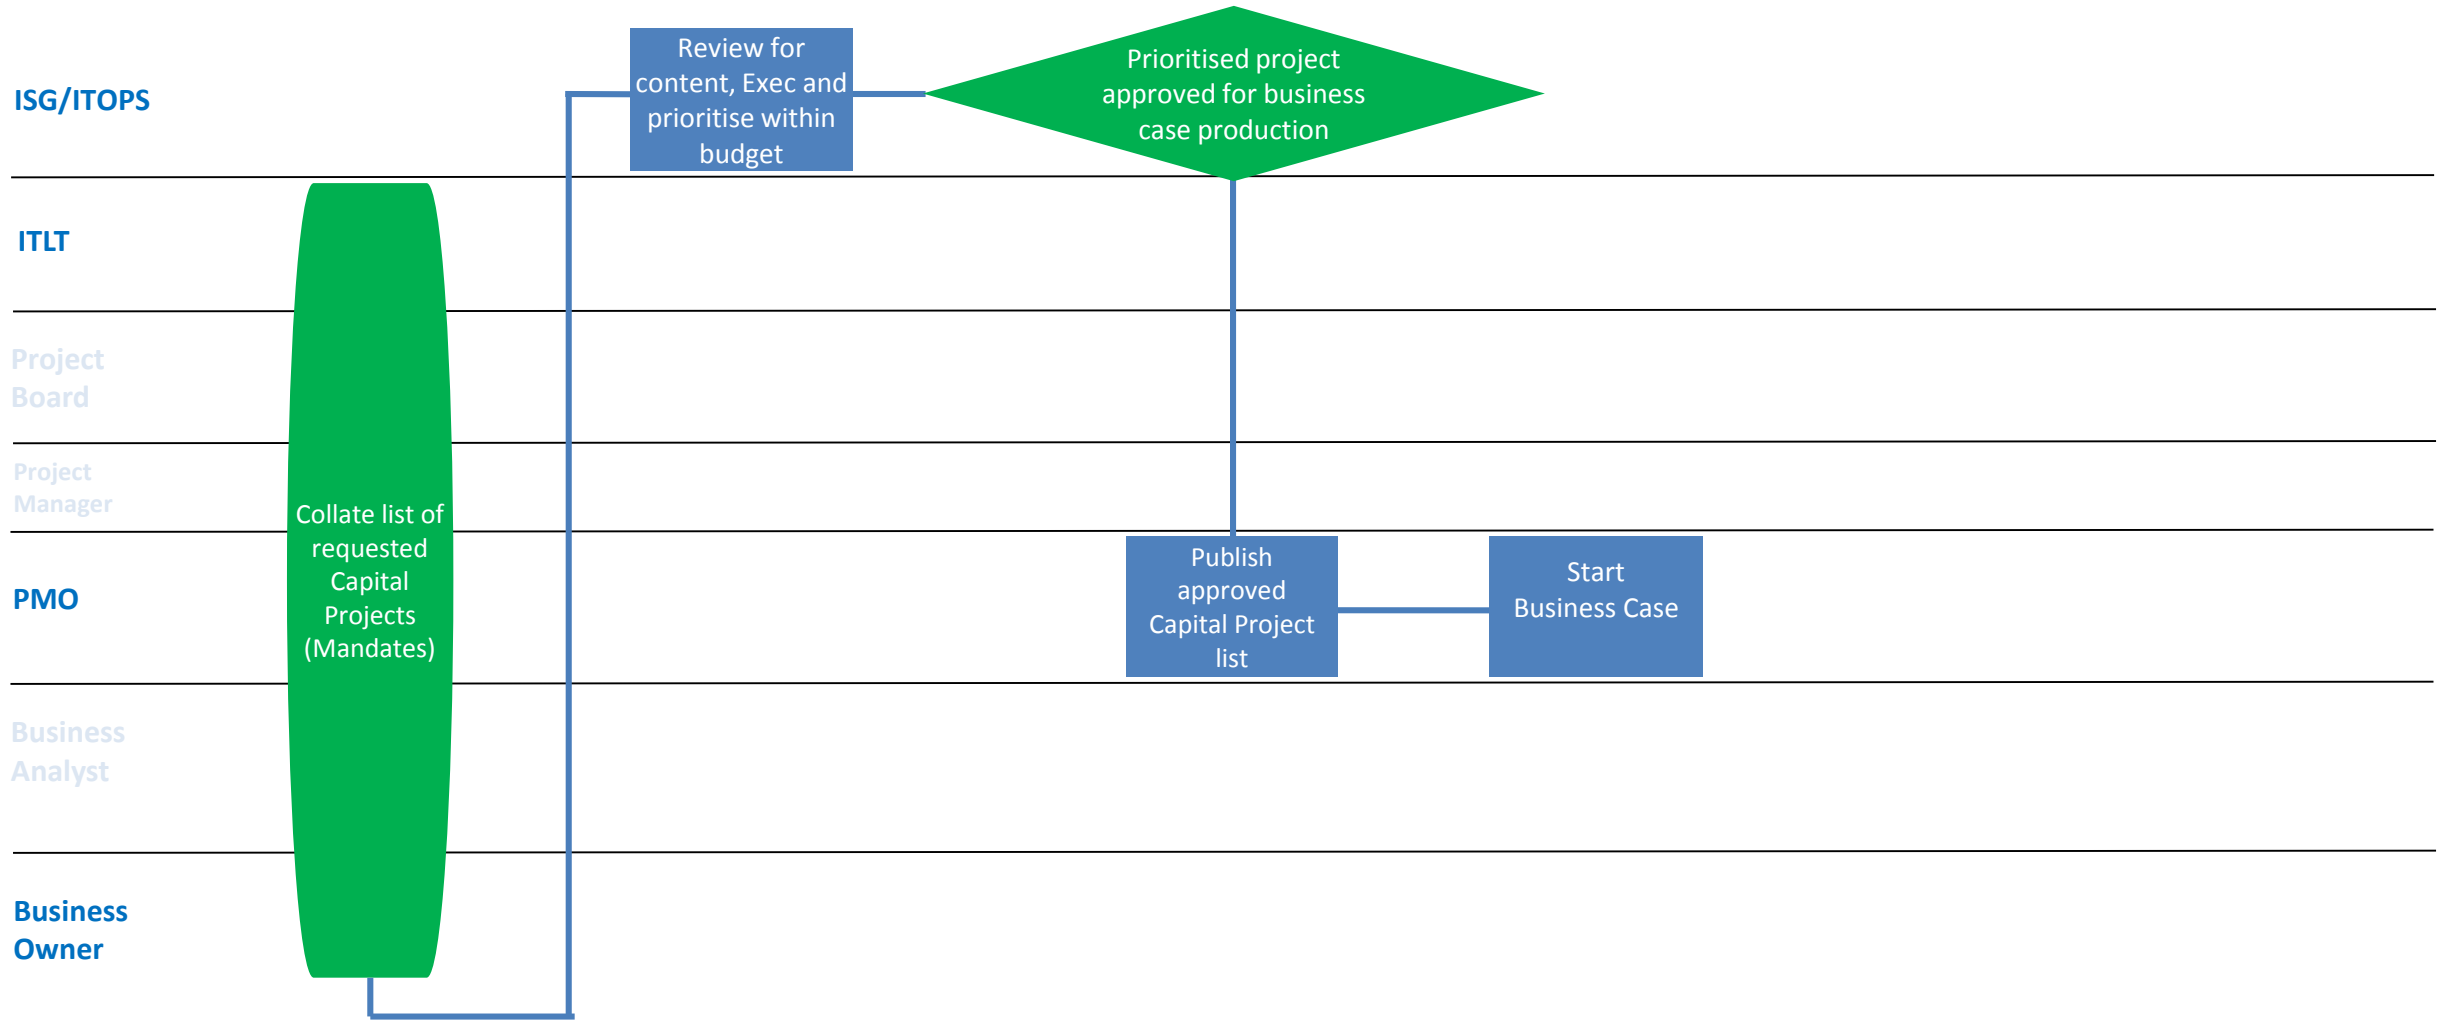 ISG/ITOPS
Review for
content, Exec and
prioritise within
budget
Prioritised project
approved for business
case production
ITLT
Project
Board
Project
Manager
Collate list of
requested
Capital
Projects
(Mandates)
PMO
Publish
approved
Capital Project
list
Start
Business Case
Business
Analyst
Business
Owner